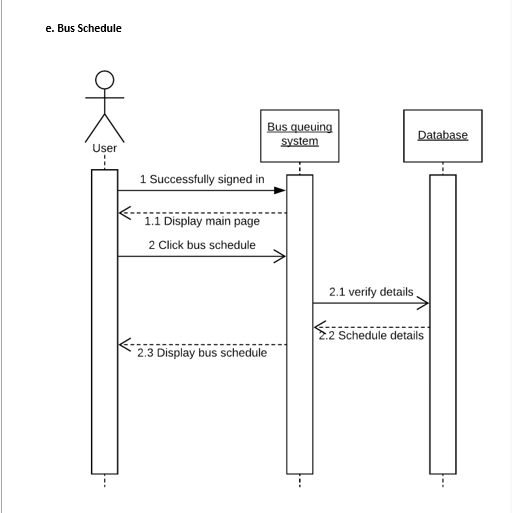 e. Bus Schedule
User
Bus queuing
system
Database
1 Successfully signed in
1.1 Display main page
2 Click bus schedule
2.1 verify details
2.2 Schedule details
2.3 Display bus schedule